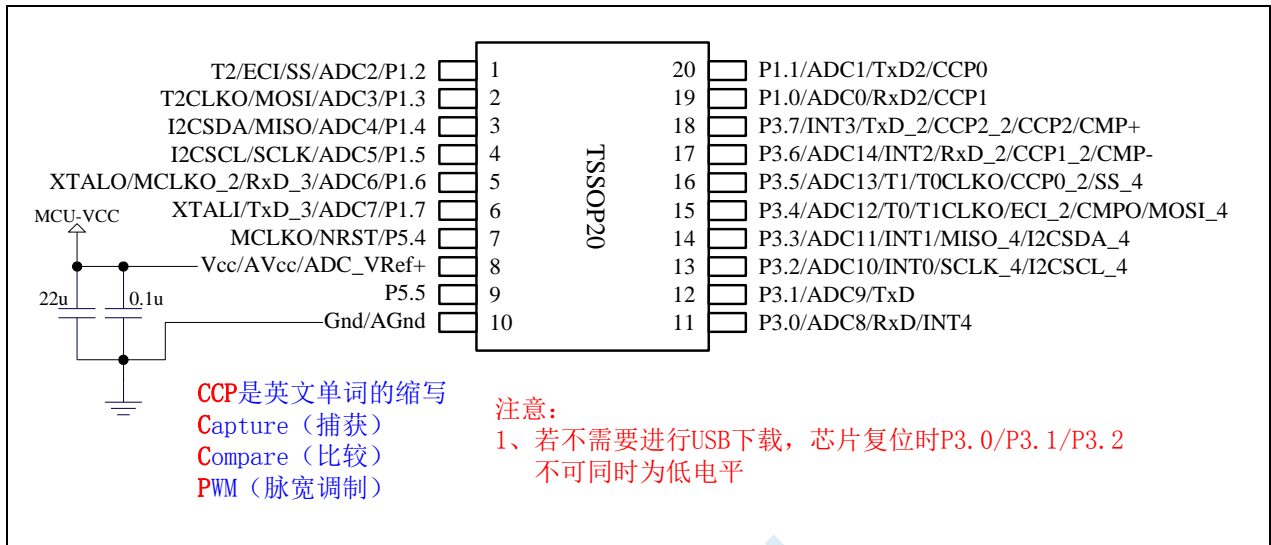 T2/ECI/SS/ADC2/P1.2 1
T2CLKO/MOSI/ADC3/P1.3 2
I2CSDA/MISO/ADC4/P1.4 3
I2CSCL/SCLK/ADC5/P1.5 4
XTALO/MCLKO_2/RxD_3/ADC6/P1.6 5
XTALI/TxD_3/ADC7/P1.7 6
MCLKO/NRST/P5.4 7
Vcc/AVcc/ADC_VRef+ 8
P5.5 9
Gnd/AGnd 10
MCU-VCC
22u
0.1u
TSSOP20
20 P1.1/ADC1/TxD2/CCP0
19 P1.0/ADC0/RxD2/CCP1
18 P3.7/INT3/TxD_2/CCP2_2/CCP2/CMP+
17 P3.6/ADC14/INT2/RxD_2/CCP1_2/CMP-
16 P3.5/ADC13/T1/T0CLKO/CCP0_2/SS_4
15 P3.4/ADC12/T0/T1CLKO/ECI_2/CMPO/MOSI_4
14 P3.3/ADC11/INT1/MISO_4/I2CSDA_4
13 P3.2/ADC10/INT0/SCLK_4/I2CSCL_4
12 P3.1/ADC9/TxD
11 P3.0/ADC8/RxD/INT4
CCP是英文单词的缩写
Capture（捕获）
Compare（比较）
PWM（脉宽调制）
注意：
1、若不需要进行USB下载，芯片复位时P3.0/P3.1/P3.2
不可同时为低电平